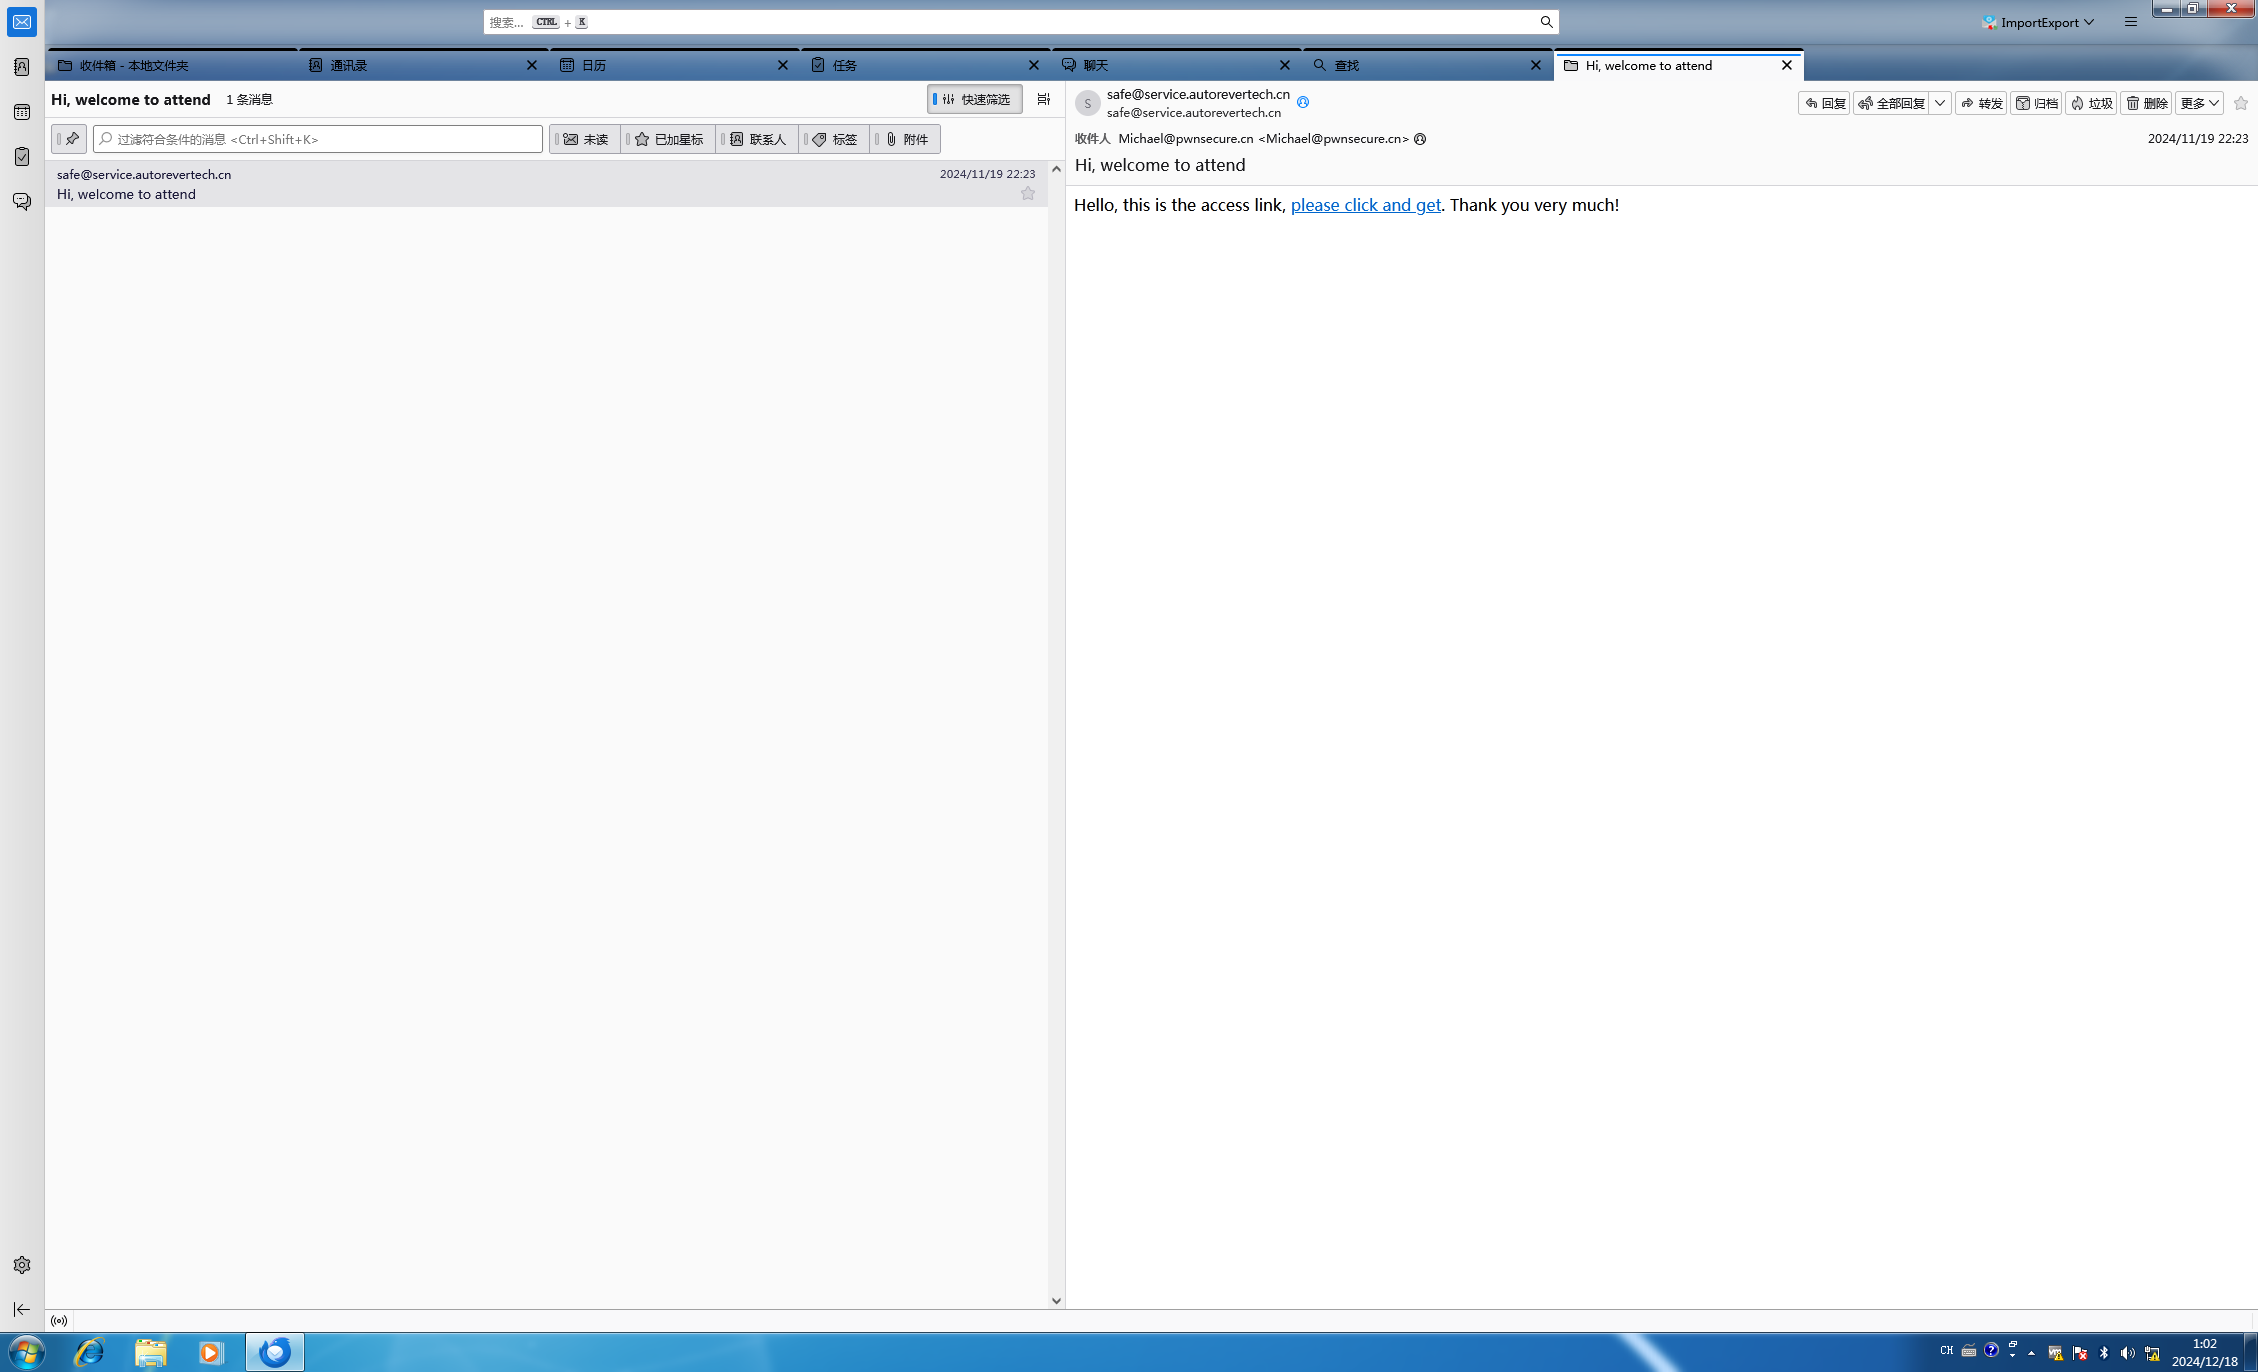 搜索... CTRL + K
ImportExport
收件箱 - 本地文件夹
通讯录
日历
任务
聊天
查找
Hi, welcome to attend
Hi, welcome to attend 1 条消息
快速筛选
过滤符合条件的消息 <Ctrl+Shift+K>
未读
已加星标
联系人
标签
附件
safe@service.autorevertech.cn 2024/11/19 22:23
Hi, welcome to attend
S
safe@service.autorevertech.cn
safe@service.autorevertech.cn
回复
全部回复
转发
归档
垃圾
删除
更多
收件人 Michael@pwnsecure.cn <Michael@pwnsecure.cn> 2024/11/19 22:23
Hi, welcome to attend
Hello, this is the access link, please click and get. Thank you very much!
CH
1:02
2024/12/18